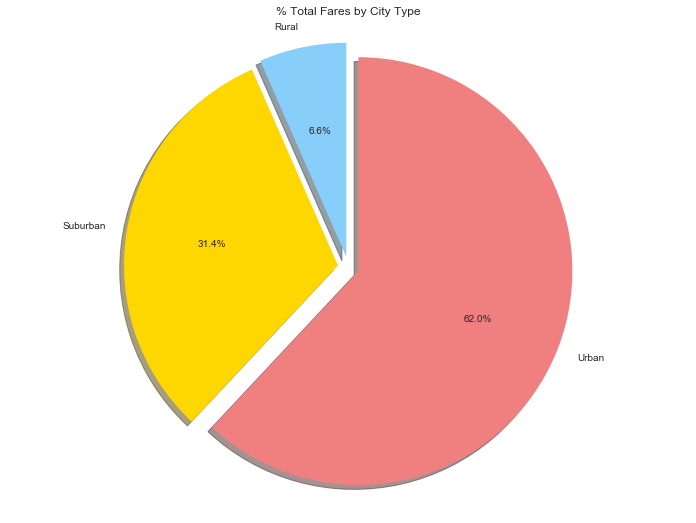 % Total Fares by City Type
Rural
6.6%
Suburban
31.4%
62.0%
Urban